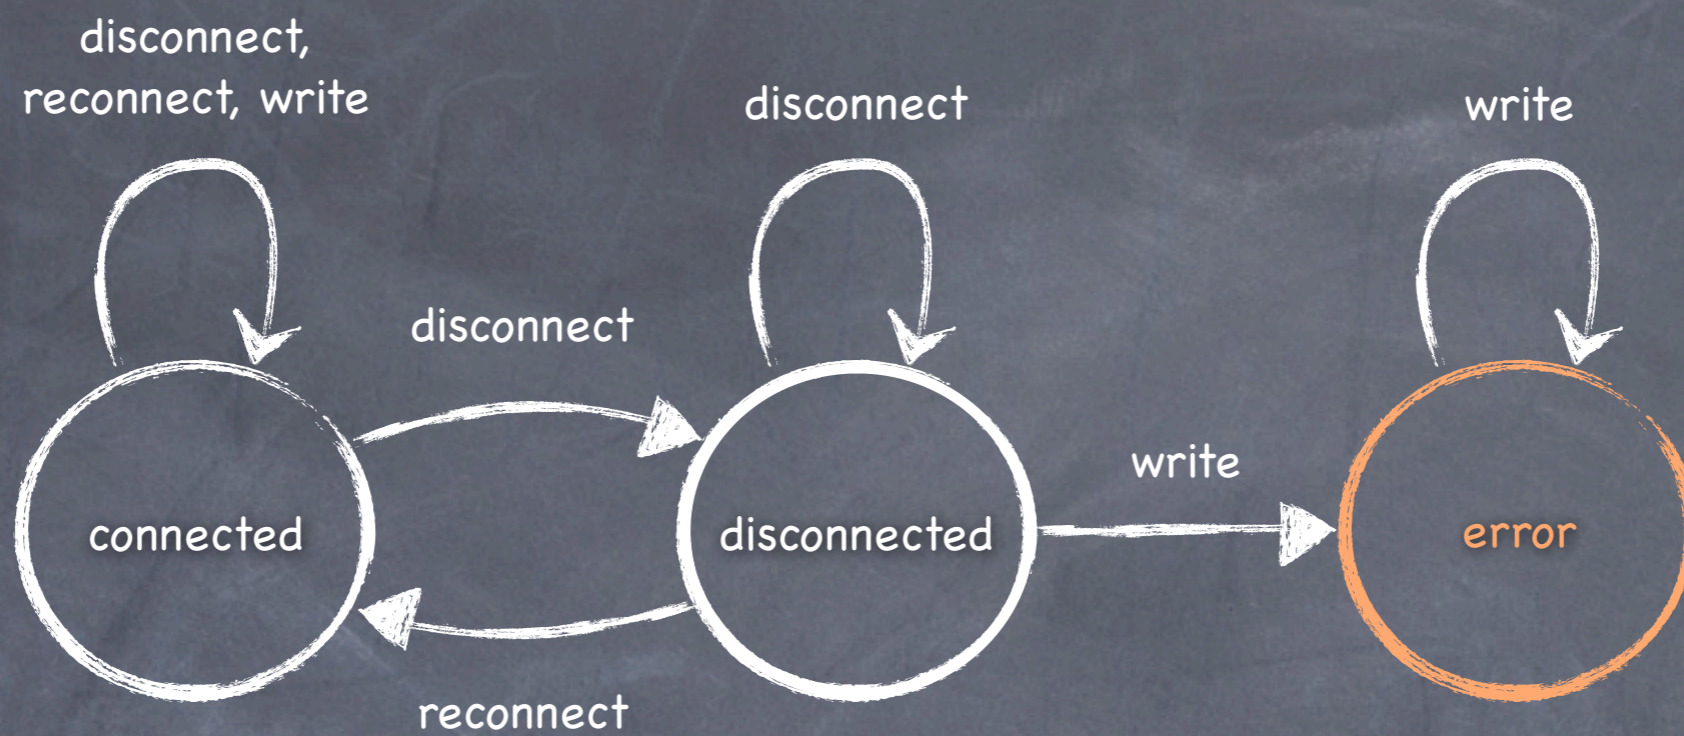 disconnect,
reconnect, write
disconnect
write
disconnect
write
connected
disconnected
error
reconnect